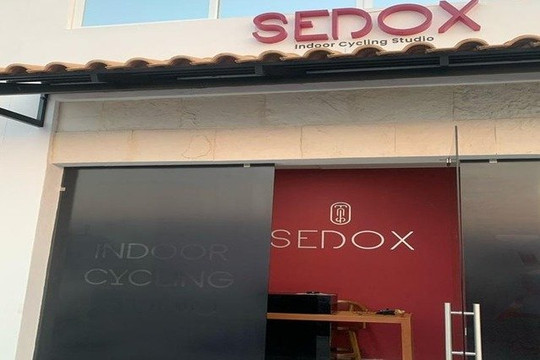 SEDOX
Indoor Cycling Studio
SEDOX
INDOOR
CYCLING